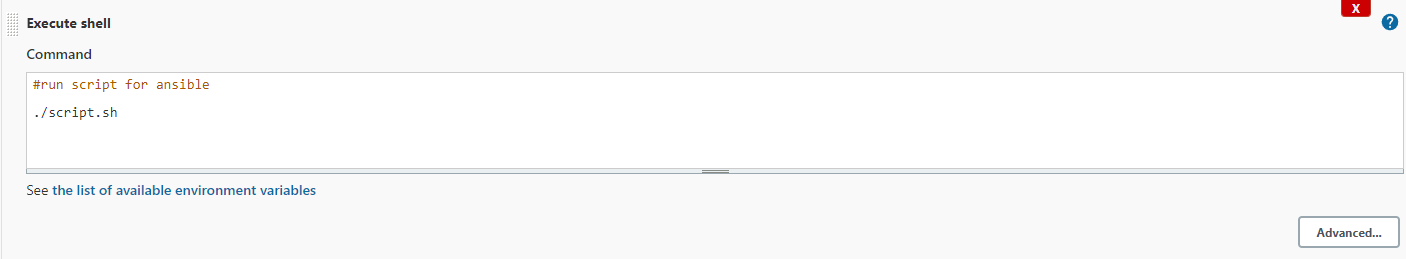 X
Execute shell
?
Command
#run script for ansible
./script.sh
See the list of available environment variables
Advanced...